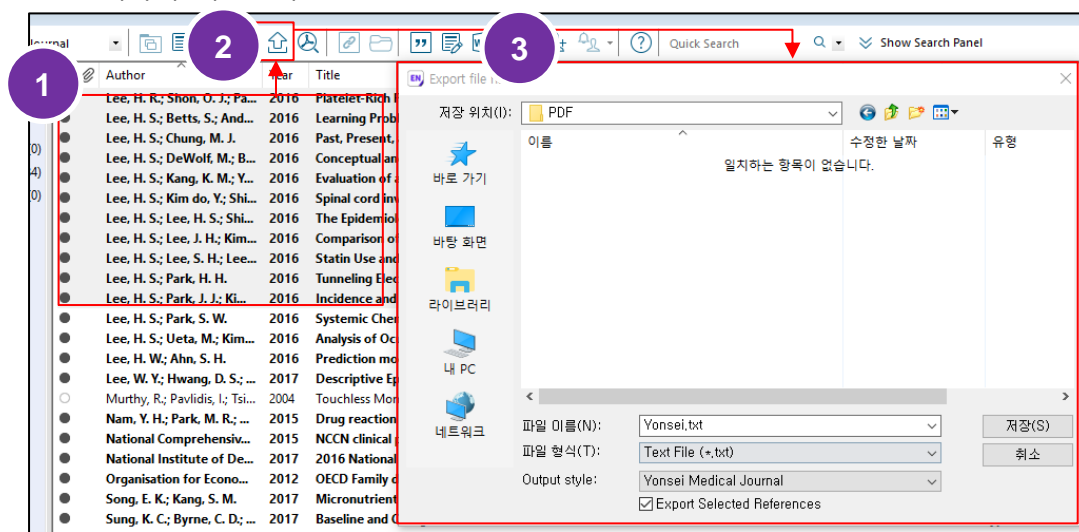 rnal
2
3
Quick Search
Show Search Panel
1
Author Year Title
Lee, H. R.; Shon, O. J.; Pa... 2016 Platelet-Rich
Lee, H. S.; Betts, S.; And... 2016 Learning Prob
Lee, H. S.; Chung, M. J. 2016 Past, Present,
Lee, H. S.; DeWolf, M.; B... 2016 Conceptual an
Lee, H. S.; Kang, K. M.; Y... 2016 Evaluation of a
Lee, H. S.; Kim do, Y.; Shi... 2016 Spinal cord inv
Lee, H. S.; Lee, H. S.; Shi... 2016 The Epidemiol
Lee, H. S.; Lee, J. H.; Kim... 2016 Comparison of
Lee, H. S.; Lee, S. H.; Lee... 2016 Statin Use and
Lee, H. S.; Park, H. H. 2016 Tunneling Elec
Lee, H. S.; Park, J. J.; Ki... 2016 Incidence and
Lee, H. S.; Park, S. W. 2016 Systemic Cher
Lee, H. S.; Ueta, M.; Kim... 2016 Analysis of Oc
Lee, H. W.; Ahn, S. H. 2016 Prediction mo
Lee, W. Y.; Hwang, D. S.; ... 2017 Descriptive Ep
Murthy, R.; Pavlidis, I.; Tsi... 2004 Touchless Mor
Nam, Y. H.; Park, M. R.; ... 2015 Drug reaction
National Comprehensiv... 2015 NCCN clinical p
National Institute of De... 2017 2016 National
Organisation for Econo... 2012 OECD Family d
Song, E. K.; Kang, S. M. 2017 Micronutrient
Sung, K. C.; Byrne, C. D.; ... 2017 Baseline and C
EN Export file
저장 위치(I): PDF
이름 수정한 날짜 유형
일치하는 항목이 없습니다.
바로 가기
바탕 화면
라이브러리
내 PC
네트워크
파일 이름(N): Yonsei.txt 저장(S)
파일 형식(T): Text File (*.txt) 취소
Output style: Yonsei Medical Journal
Export Selected References